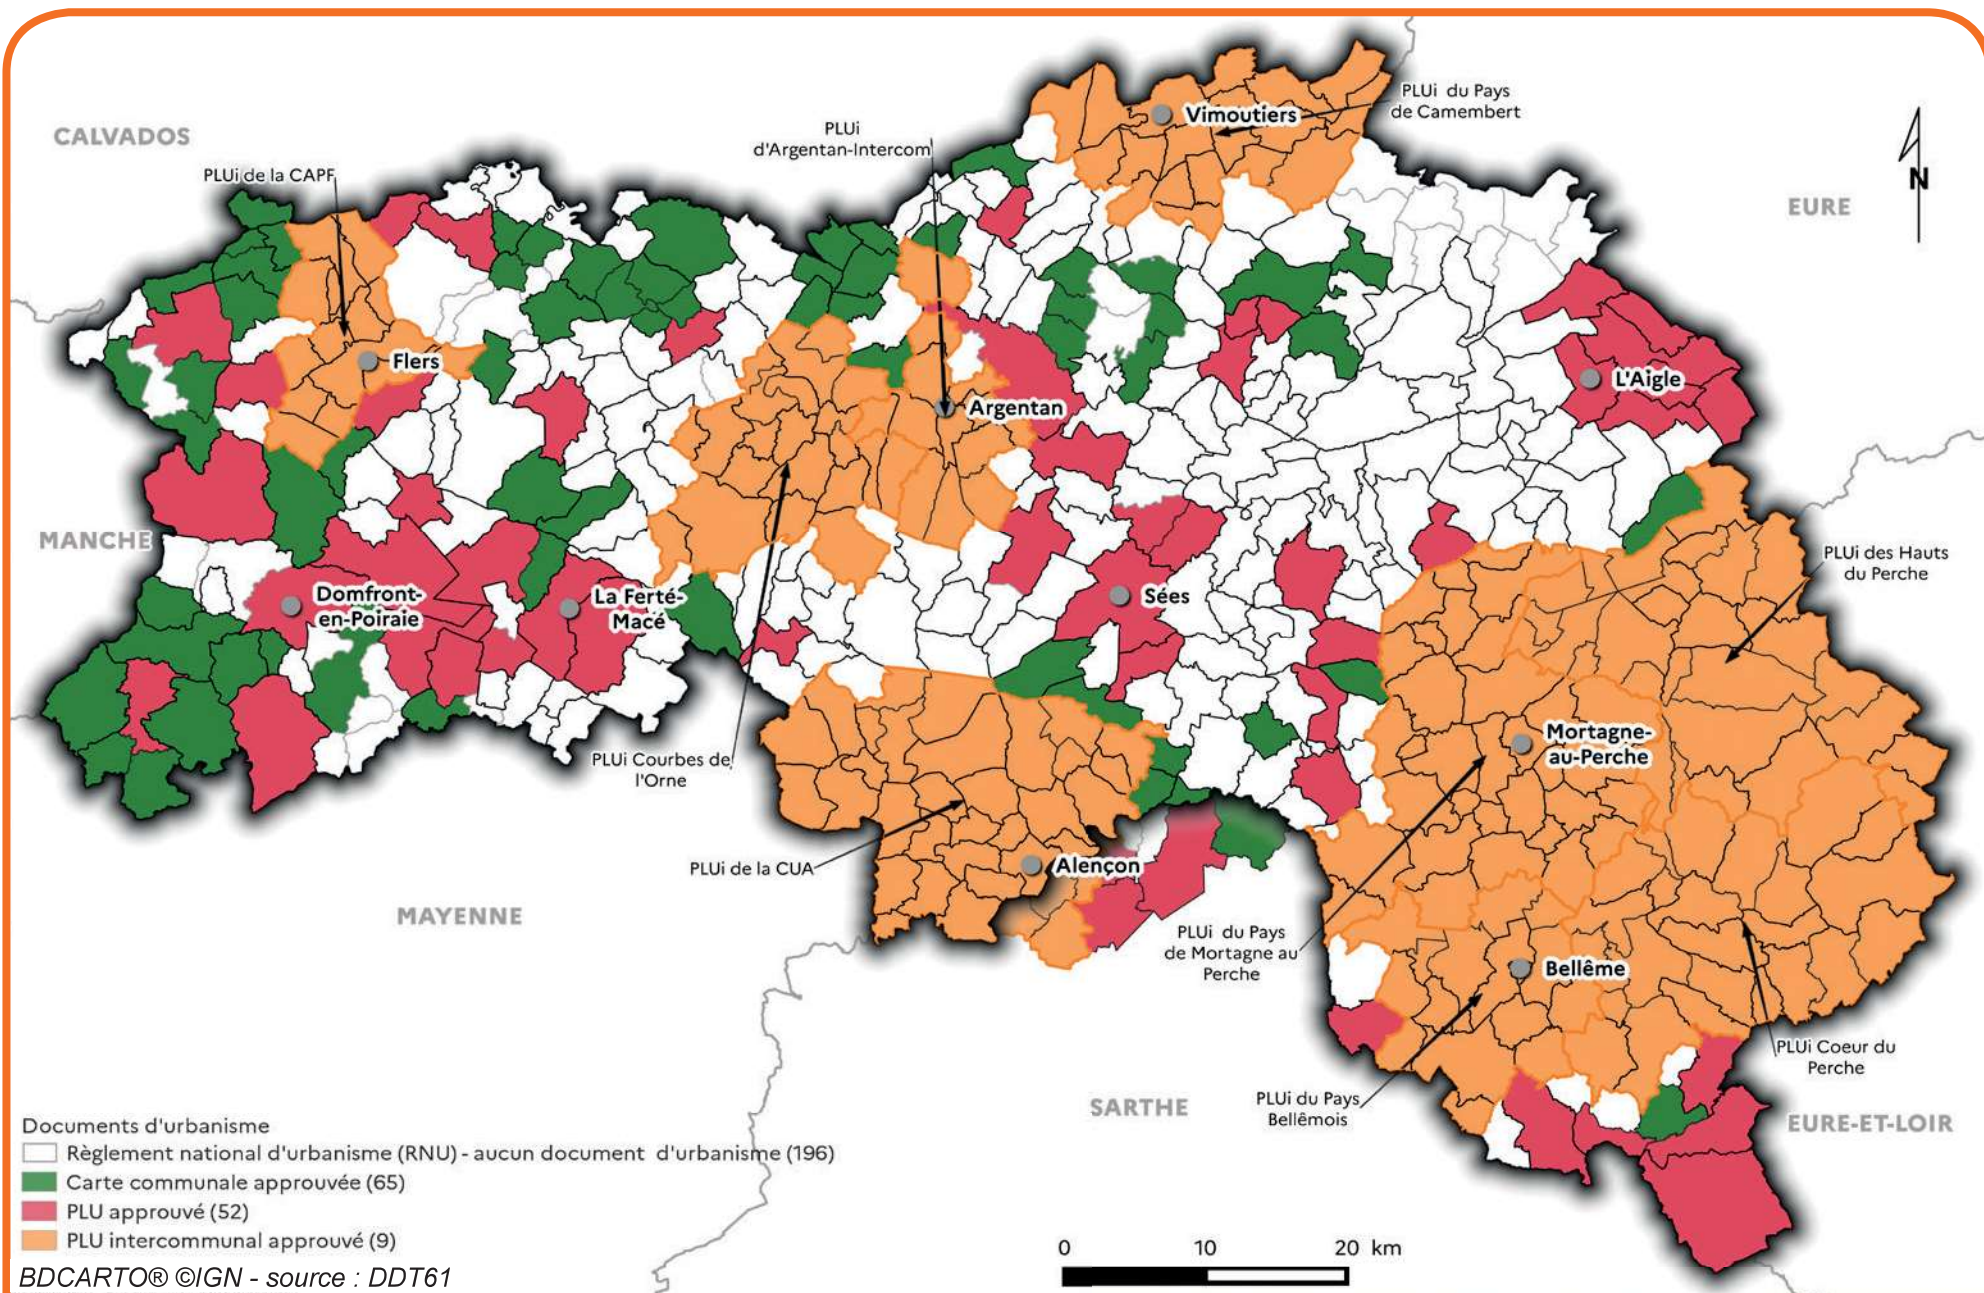 CALVADOS
PLUi de la CAPF
PLUi
d'Argentan-Intercom
Vimoutiers
PLUi  du Pays
de Camembert
N
EURE
Flers
Argentan
L'Aigle
MANCHE
Domfront-
en-Poiraie
La Ferté-
Macé
Sées
PLUi des Hauts
du Perche
Mortagne-
au-Perche
PLUi Courbes de
l'Orne
PLUi de la CUA
Alençon
MAYENNE
PLUi  du Pays
de Mortagne au
Perche
Bellême
PLUi Coeur du
Perche
PLUi du Pays
Bellêmois
SARTHE
EURE-ET-LOIR
Documents d'urbanisme
Règlement national d'urbanisme (RNU) - aucun document  d'urbanisme (196)
Carte communale approuvée (65)
PLU approuvé (52)
PLU intercommunal approuvé (9)
BDCARTO® ©IGN - source : DDT61
0 10 20 km